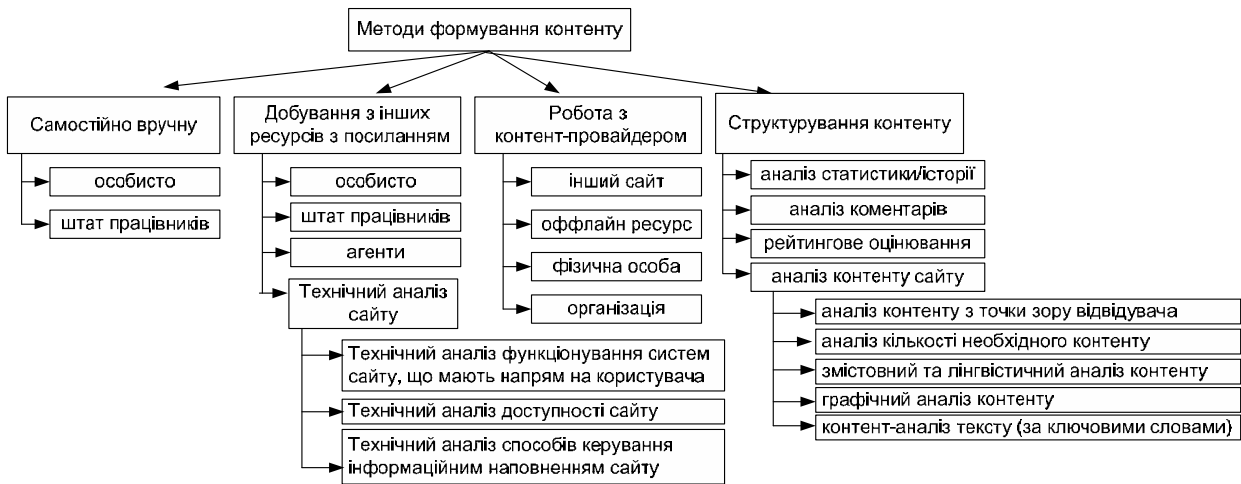 Методи формування контенту
Самостійно вручну
особисто
штат працівників
Добування з інших
ресурсів з посиланням
особисто
штат працівників
агенти
Технічний аналіз
сайту
Технічний аналіз функціонування систем
сайту, що мають напрям на користувача
Технічний аналіз доступності сайту
Технічний аналіз способів керування
інформаційним наповненням сайту
Робота з
контент-провайдером
інший сайт
оффлайн ресурс
фізична особа
організація
Структурування контенту
аналіз статистики/історії
аналіз коментарів
рейтингове оцінювання
аналіз контенту сайту
аналіз контенту з точки зору відвідувача
аналіз кількості необхідного контенту
змістовний та лінгвістичний аналіз контенту
графічний аналіз контенту
контент-аналіз тексту (за ключовими словами)